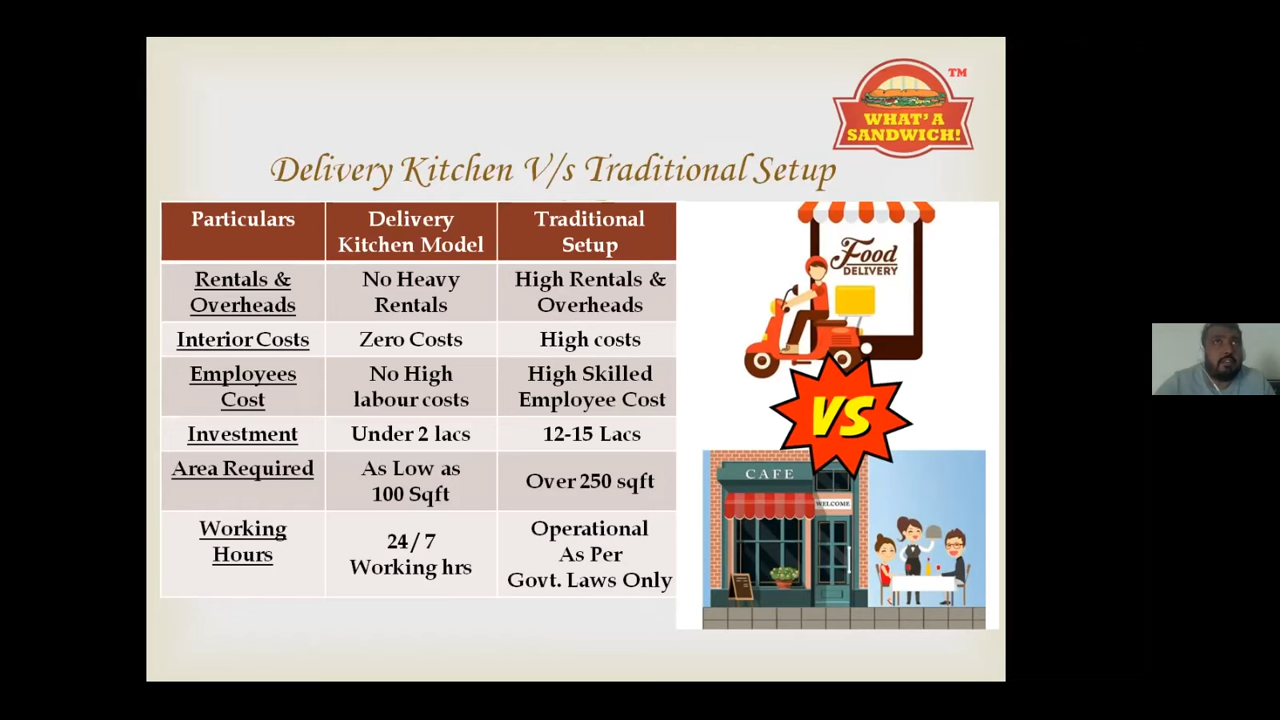 TM
WHAT'A
SANDWICH!
Delivery Kitchen V/s Traditional Setup
Particulars
Delivery
Kitchen Model
Traditional
Setup
Rentals &
Overheads
No Heavy
Rentals
High Rentals &
Overheads
Interior Costs
Zero Costs
High costs
Employees
Cost
No High
labour costs
High Skilled
Employee Cost
Investment
Under 2 lacs
12-15 Lacs
Area Required
As Low as
100 Sqft
Over 250 sqft
Working
Hours
24/7
Working hrs
Operational
As Per
Govt. Laws Only
Food
DELIVERY
VS
CAFE
WELCOME